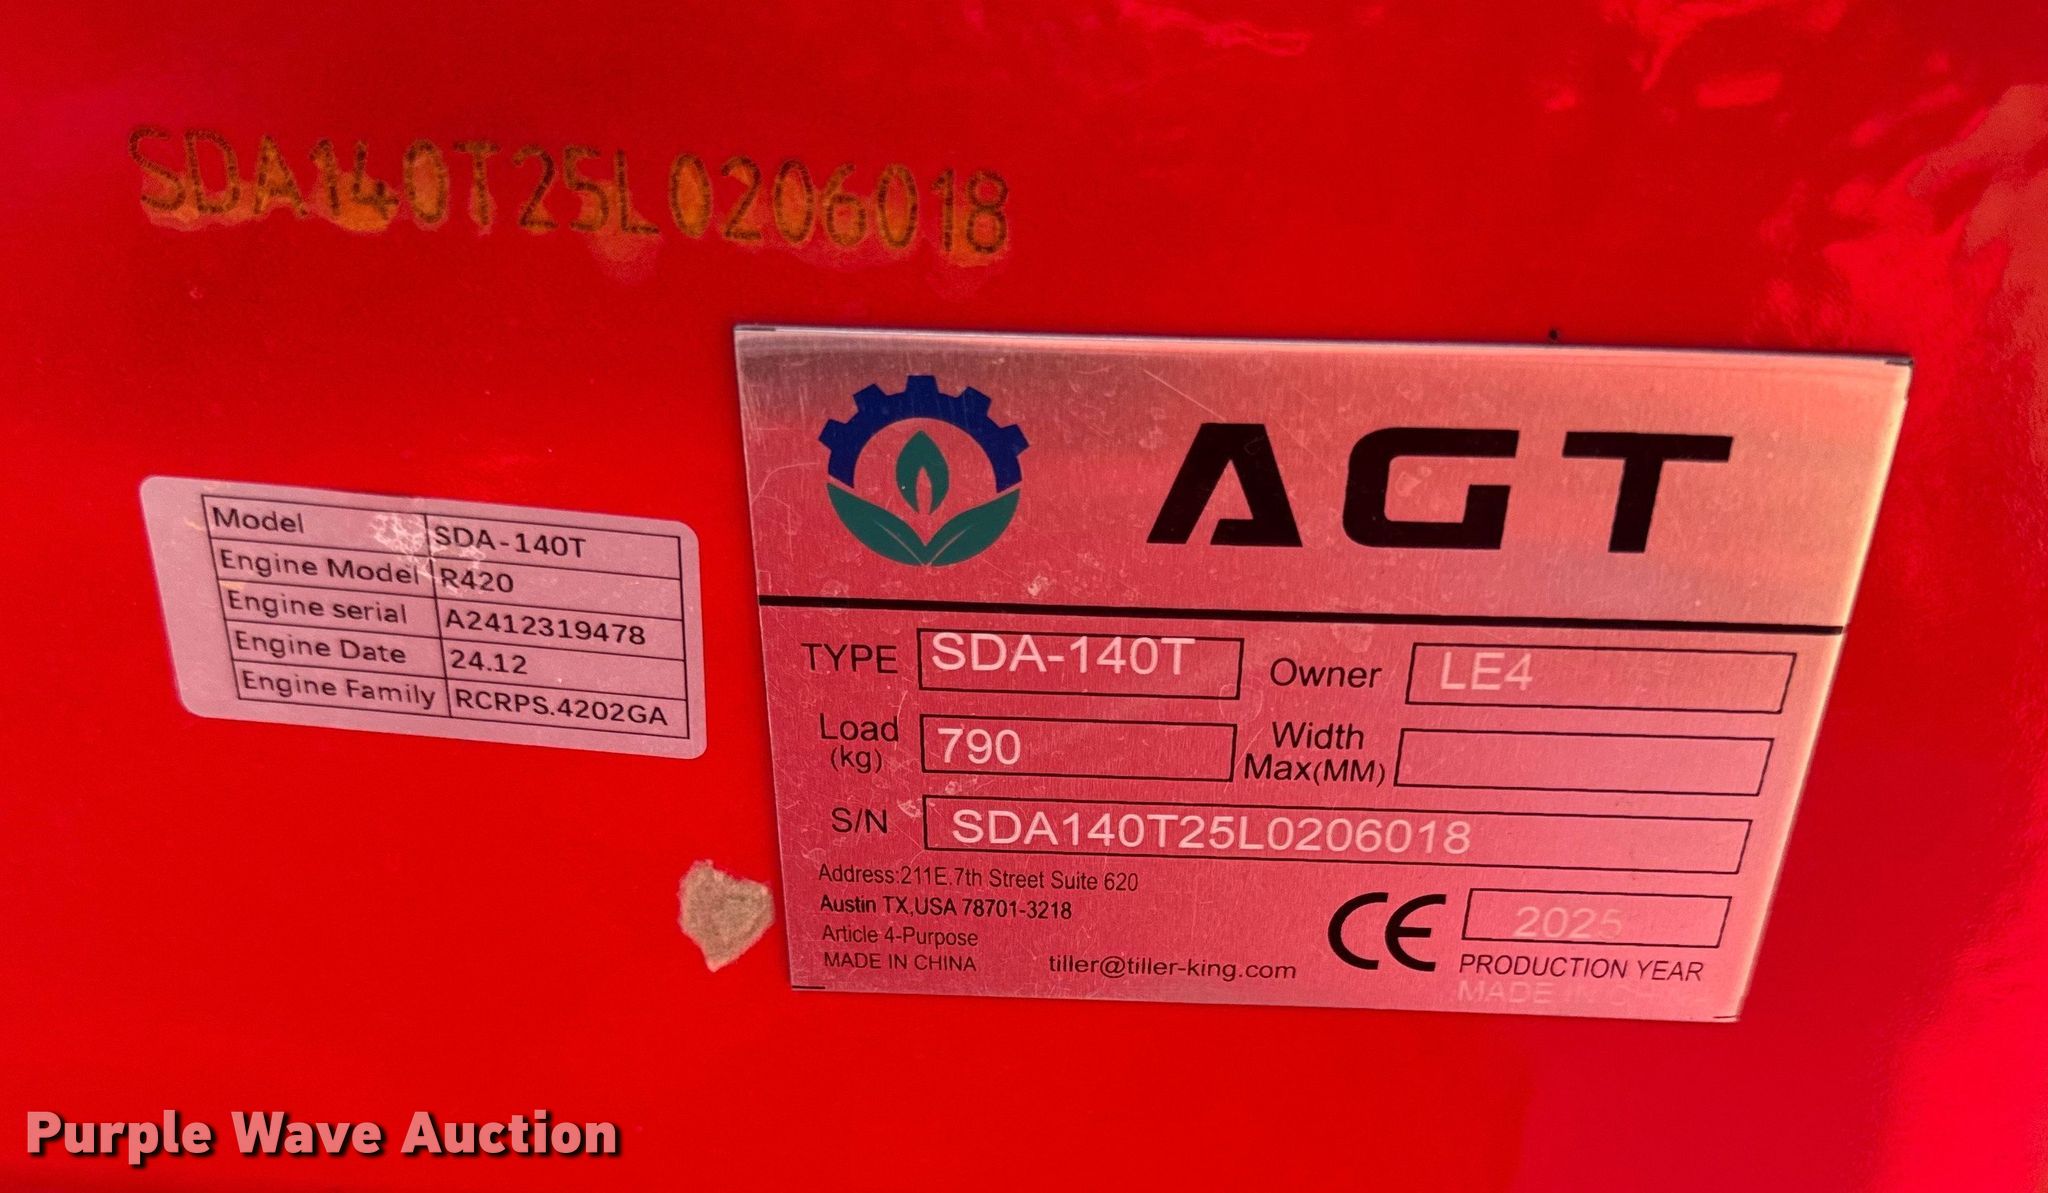 SDA140T25L0206018
Model SDA-140T
Engine Model R420
Engine serial A2412319478
Engine Date 24.12
Engine Family RCRPS.4202GA
AGT
TYPE SDA-140T Owner LE4
Load (kg) 790 Width Max(MM)
S/N SDA140T25L0206018
Address:211E.7th Street Suite 620
Austin TX,USA 78701-3218
Article 4-Purpose
MADE IN CHINA
tiller@tiller-king.com
CE
2025
PRODUCTION YEAR
MADE IN CHINA
Purple Wave Auction